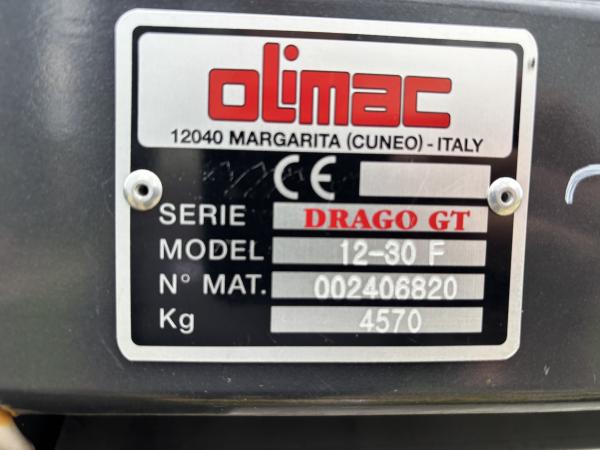 olimac
12040 MARGARITA (CUNEO) - ITALY
CE
SERIE DRAGO GT
MODEL 12-30 F
N° MAT. 002406820
Kg 4570